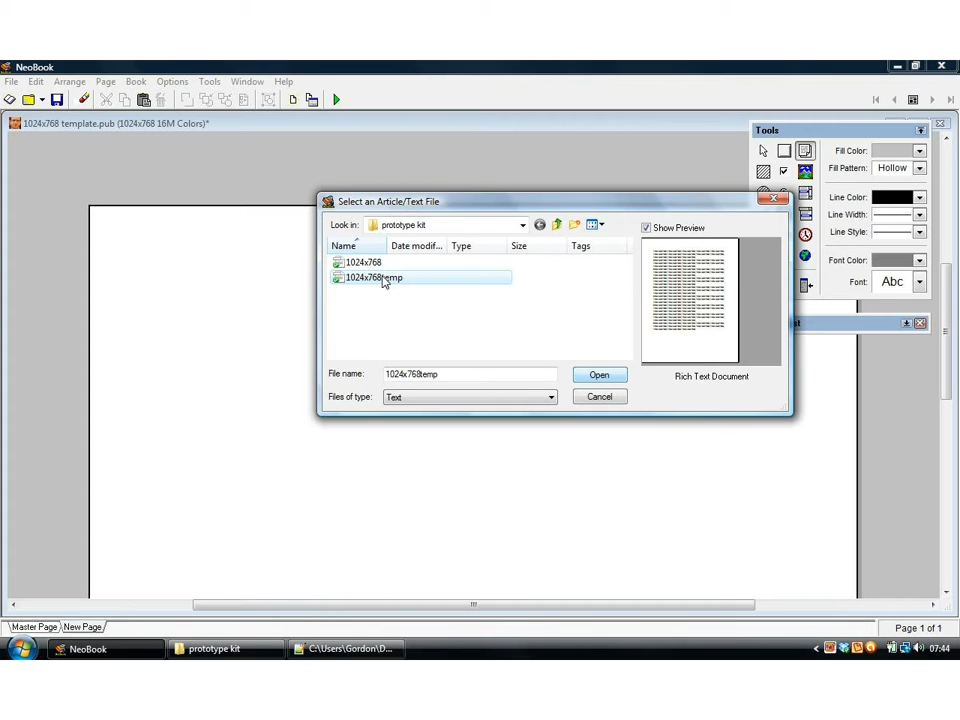 NeoBook
File Edit Arrange Page Book Options Tools Window Help
1024x768 template.pub (1024x768 16M Colors)*
Tools
Fill Color:
Fill Pattern: Hollow
Line Color:
Line Width:
Line Style:
Font Color:
Font: Abc
Select an Article/Text File
Look in: prototype kit
Show Preview
Name Date modif... Type Size Tags
1024x768
1024x768temp
File name: 1024x768temp
Open
Rich Text Document
Files of type: Text
Cancel
Master Page New Page
Page 1 of 1
NeoBook
prototype kit
C:\Users\Gordon\D...
07:44